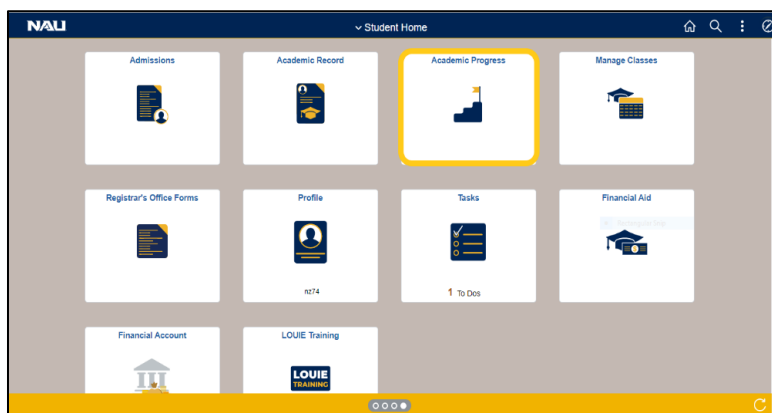 NAU
Student Home
Admissions
Academic Record
Academic Progress
Manage Classes
Registrar's Office Forms
Profile
Tasks
Financial Aid
nz74
1 To Dos
Financial Account
LOUIE Training
LOUIE
TRAINING